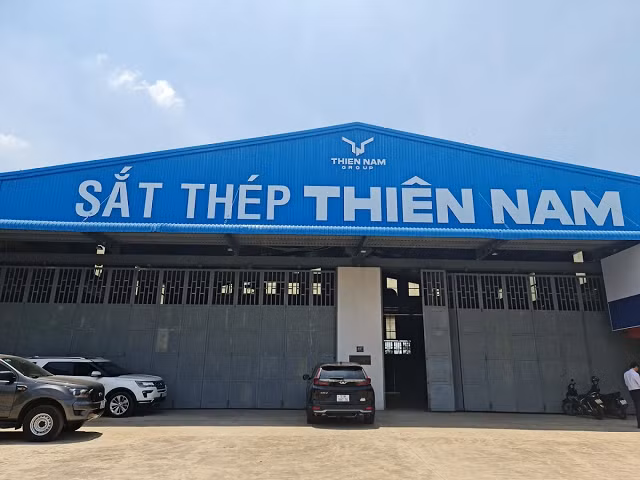 THIEN NAM
GROUP
SẮT THÉP THIÊN NAM